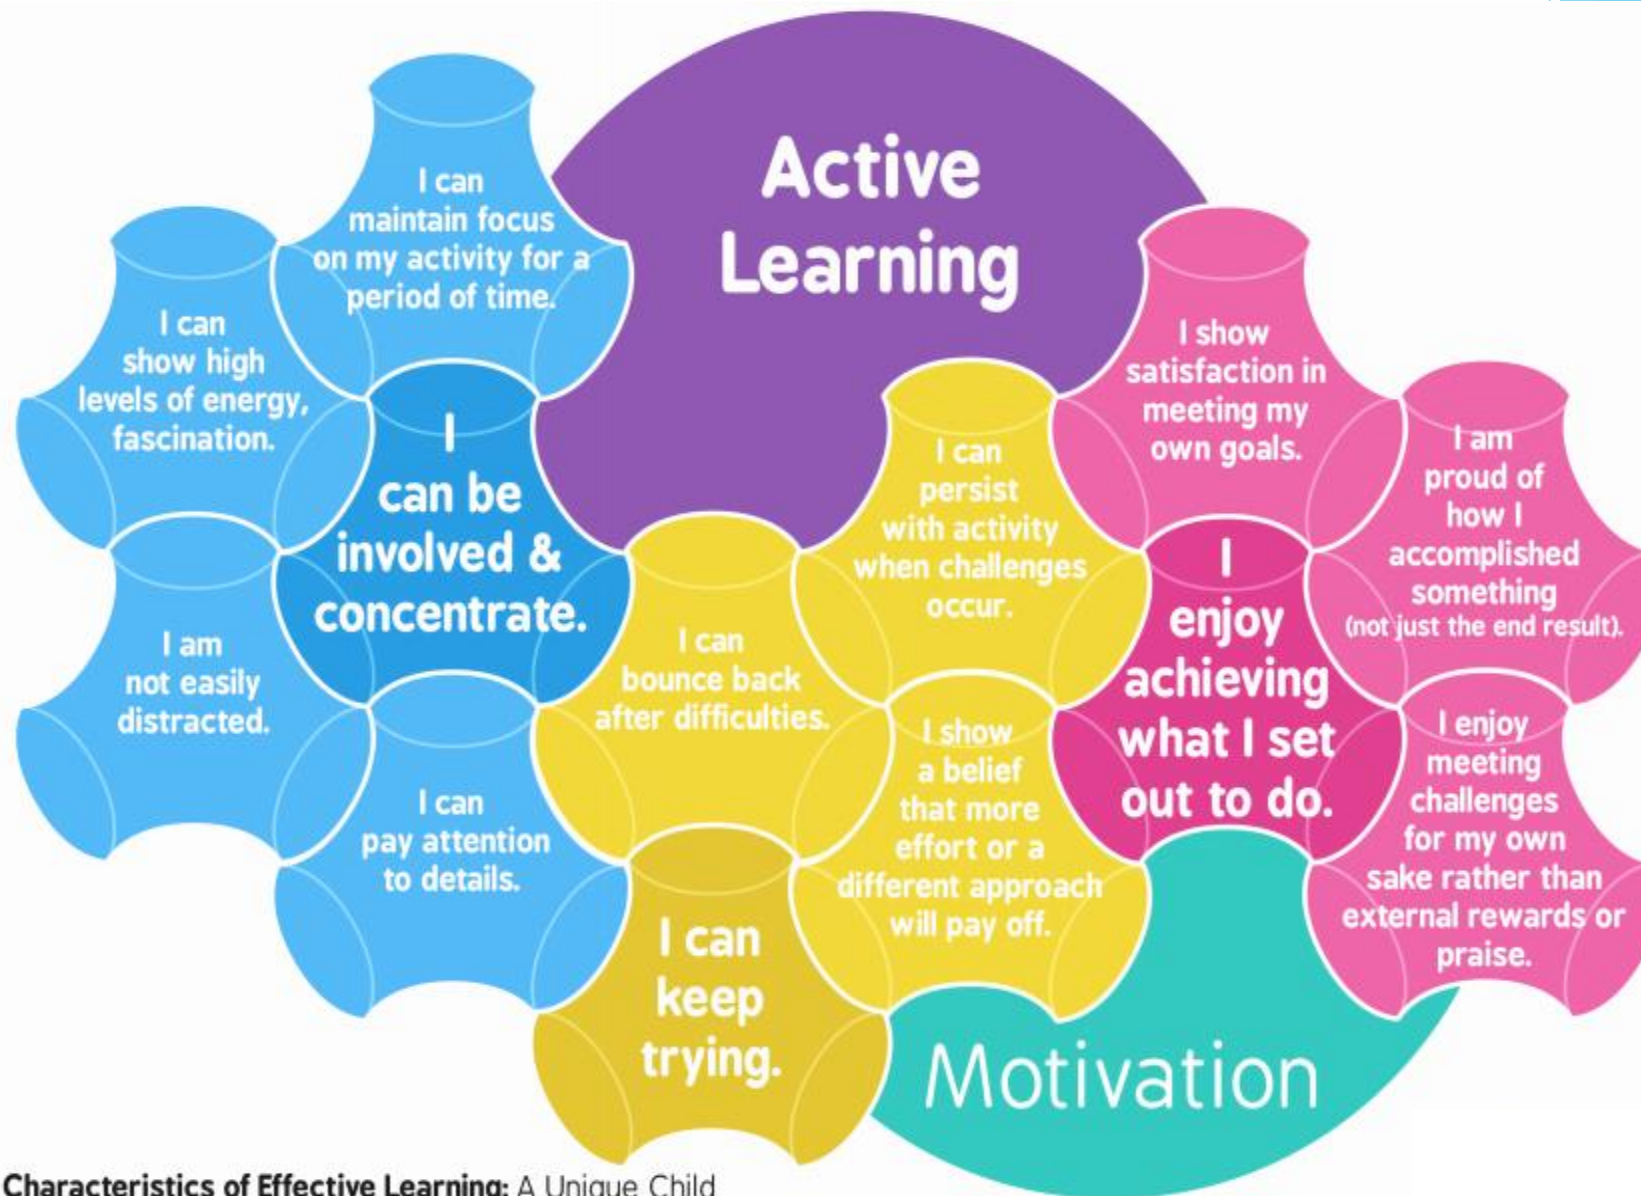 Active
Learning
I can
maintain focus
on my activity for a
period of time.
I can
show high
levels of energy,
fascination.
I
can be
involved &
concentrate.
I am
not easily
distracted.
I can
pay attention
to details.
I can
bounce back
after difficulties.
I can
persist
with activity
when challenges
occur.
I show
a belief
that more
effort or a
different approach
will pay off.
I can
keep
trying.
I show
satisfaction in
meeting my
own goals.
I am
proud of
how I
accomplished
something
(not just the end result).
I
enjoy
achieving
what I set
out to do.
I enjoy
meeting
challenges
for my own
sake rather than
external rewards or
praise.
Motivation
Characteristics of Effective Learning: A Unique Child